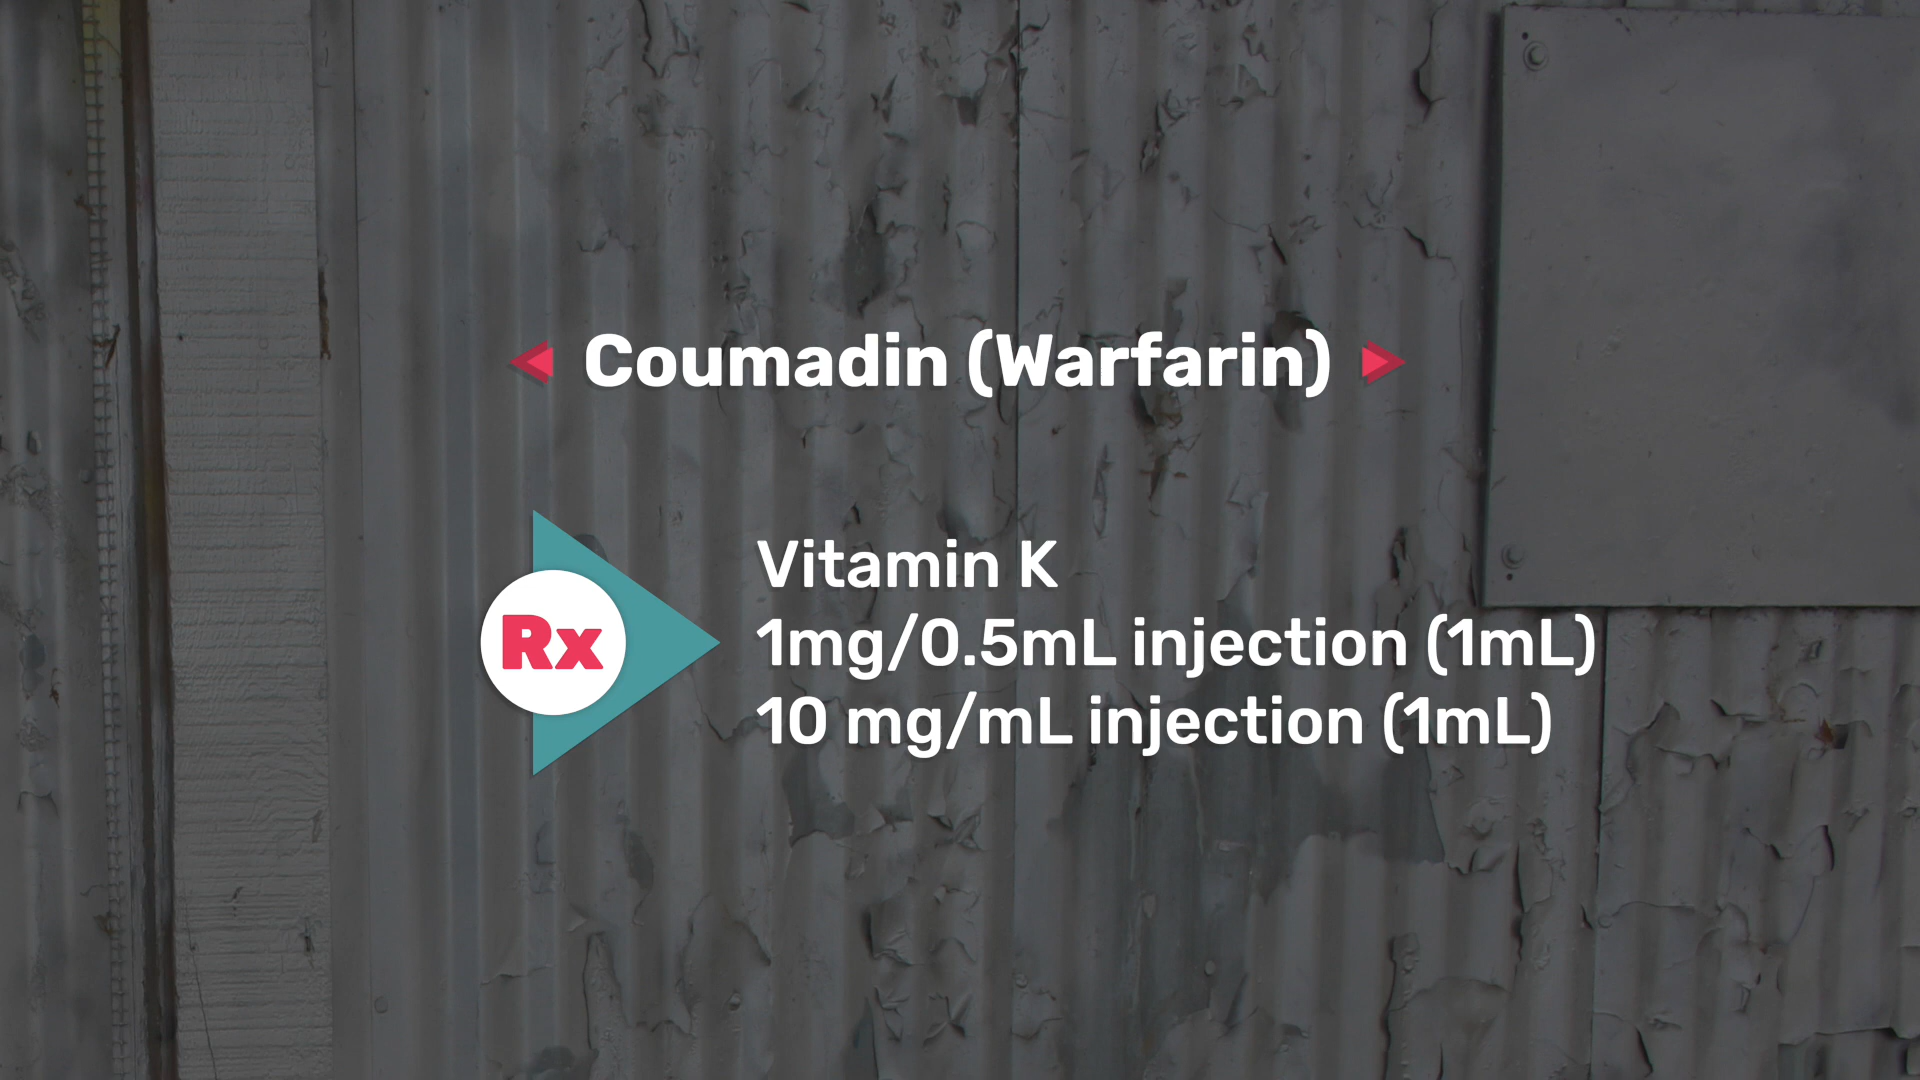 Coumadin (Warfarin)
Rx
Vitamin K
1mg/0.5mL injection (1mL)
10 mg/mL injection (1mL)